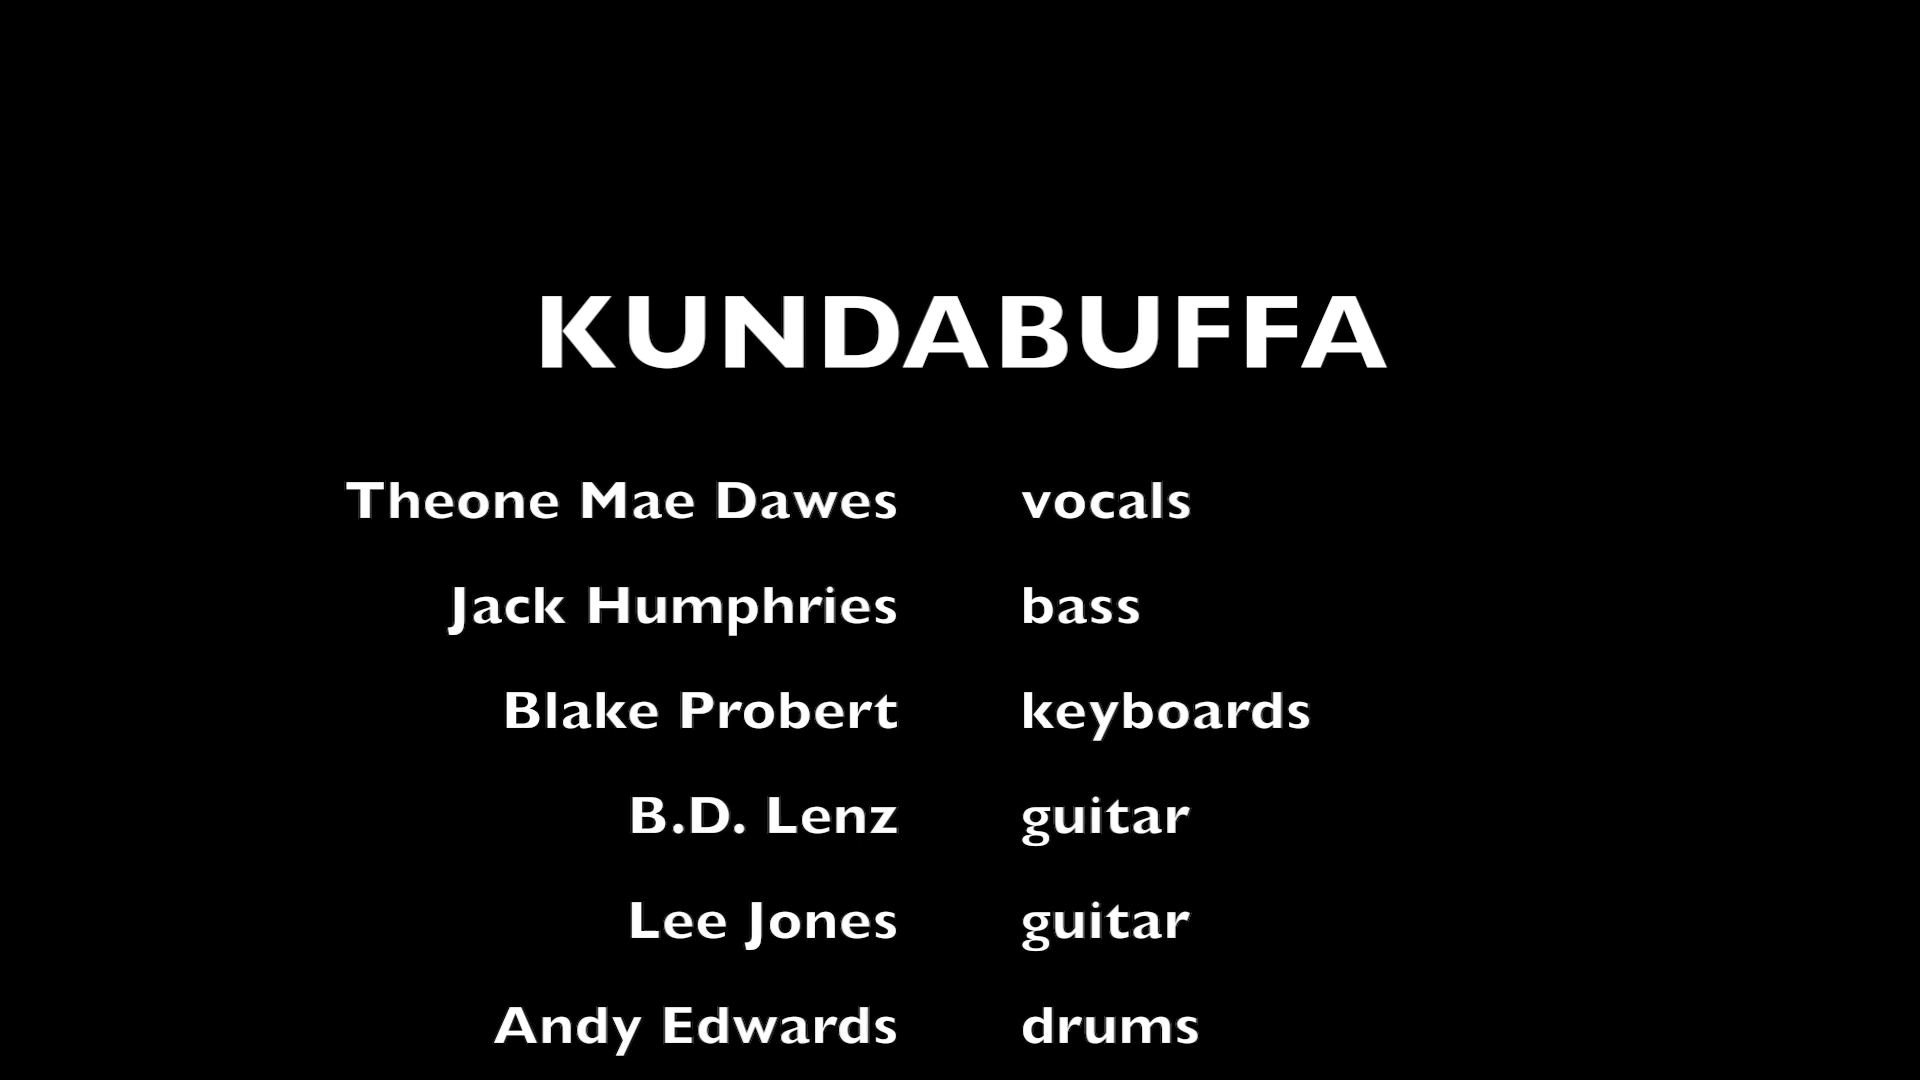 KUNDABUFFA
Theone Mae Dawes vocals
Jack Humphries bass
Blake Probert keyboards
B.D. Lenz guitar
Lee Jones guitar
Andy Edwards drums